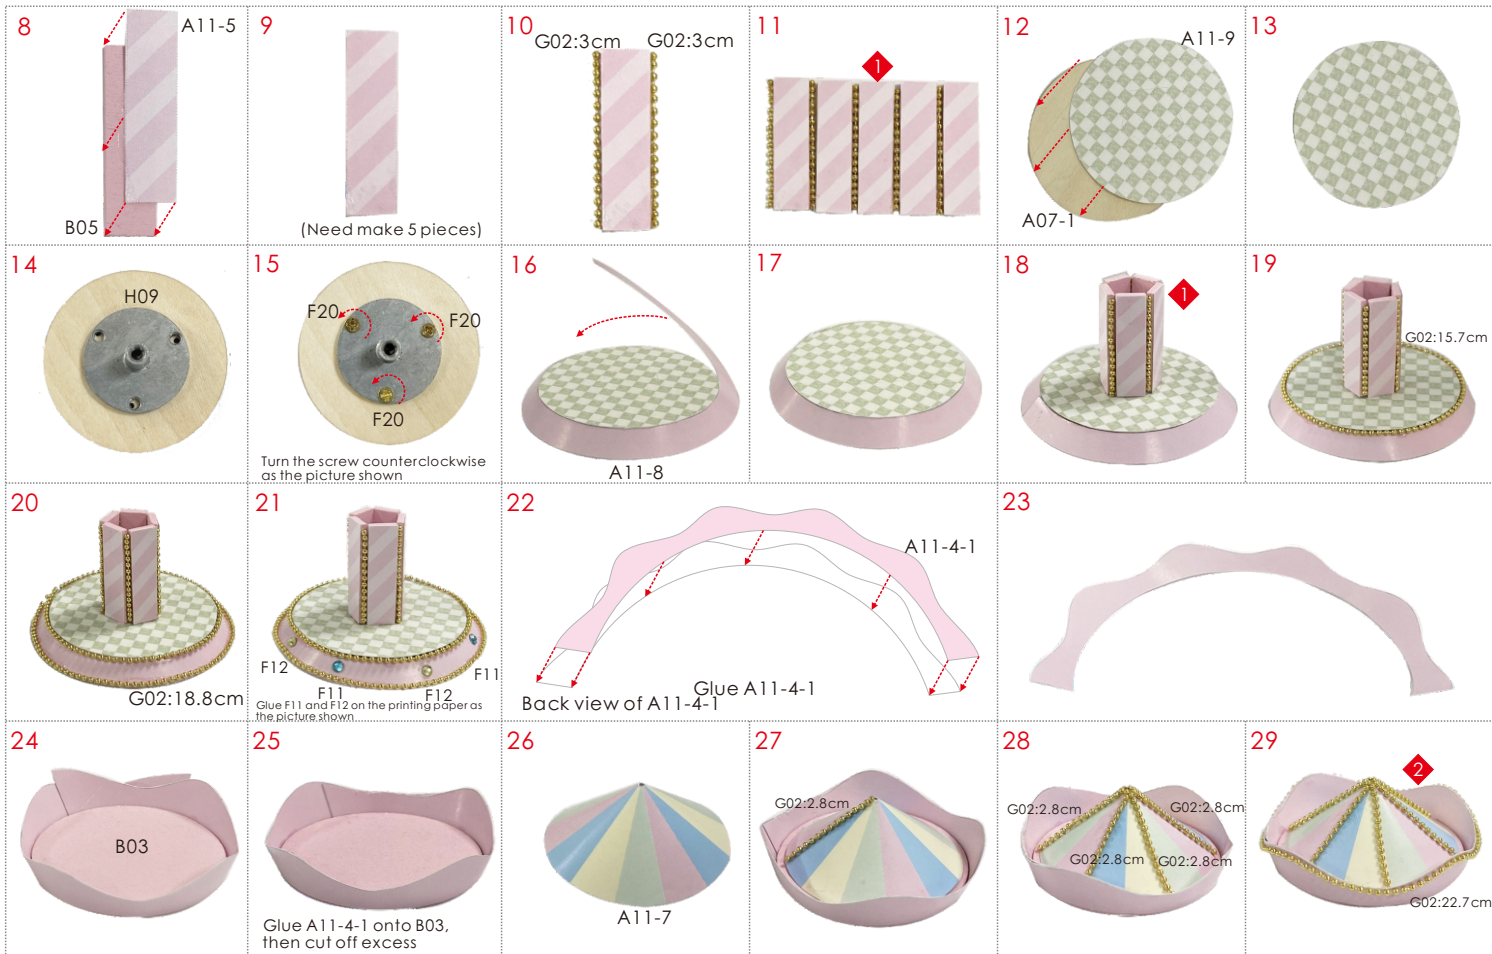 8
A11-5
B05
9
(Need make 5 pieces)
10
G02:3cm
G02:3cm
11
1
12
A11-9
A07-1
13
14
H09
15
F20
F20
F20
Turn the screw counterclockwise
as the picture shown
16
A11-8
17
18
1
19
G02:15.7cm
20
G02:18.8cm
21
F12
F11
F12
F11
Glue F11 and F12 on the printing paper as
the picture shown
22
A11-4-1
Glue A11-4-1
Back view of A11-4-1
23
24
B03
25
Glue A11-4-1 onto B03,
then cut off excess
26
A11-7
27
G02:2.8cm
28
G02:2.8cm
G02:2.8cm
G02:2.8cm
G02:2.8cm
29
2
G02:22.7cm